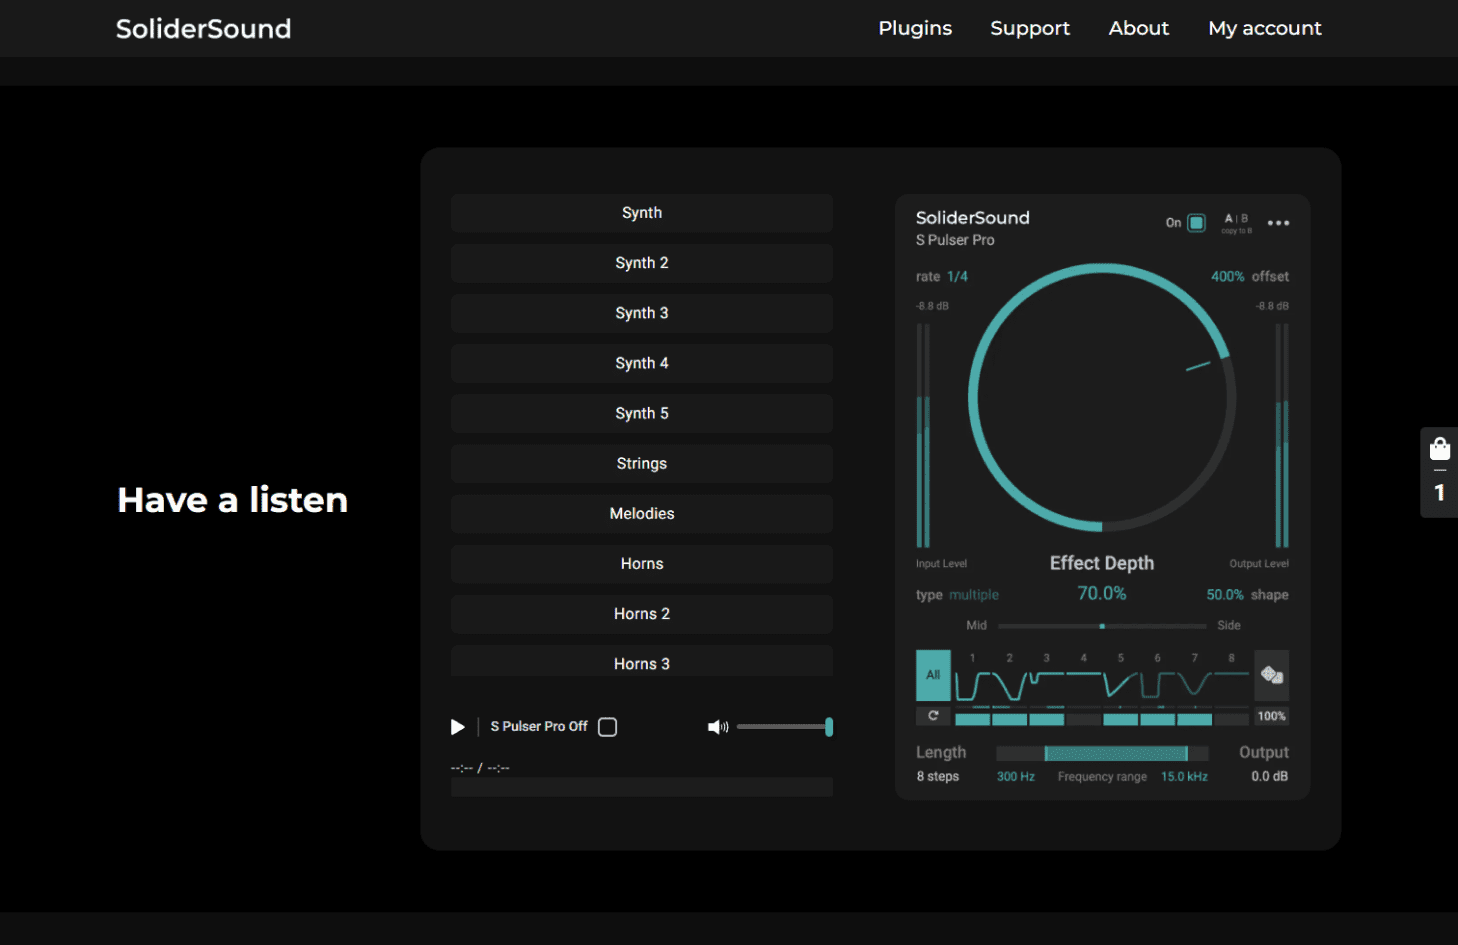 SoliderSound
Plugins Support About My account
Have a listen
Synth
Synth 2
Synth 3
Synth 4
Synth 5
Strings
Melodies
Horns
Horns 2
Horns 3
S Pulser Pro Off
--:-- / --:--
SoliderSound
S Pulser Pro
On
A | B
copy to B
rate 1/4
400% offset
-8.8 dB
-8.8 dB
Input Level
Effect Depth
Output Level
type multiple
70.0%
50.0% shape
Mid
Side
All
1 2 3 4 5 6 7 8
100%
Length
Output
8 steps
300 Hz
Frequency range
15.0 kHz
0.0 dB
1